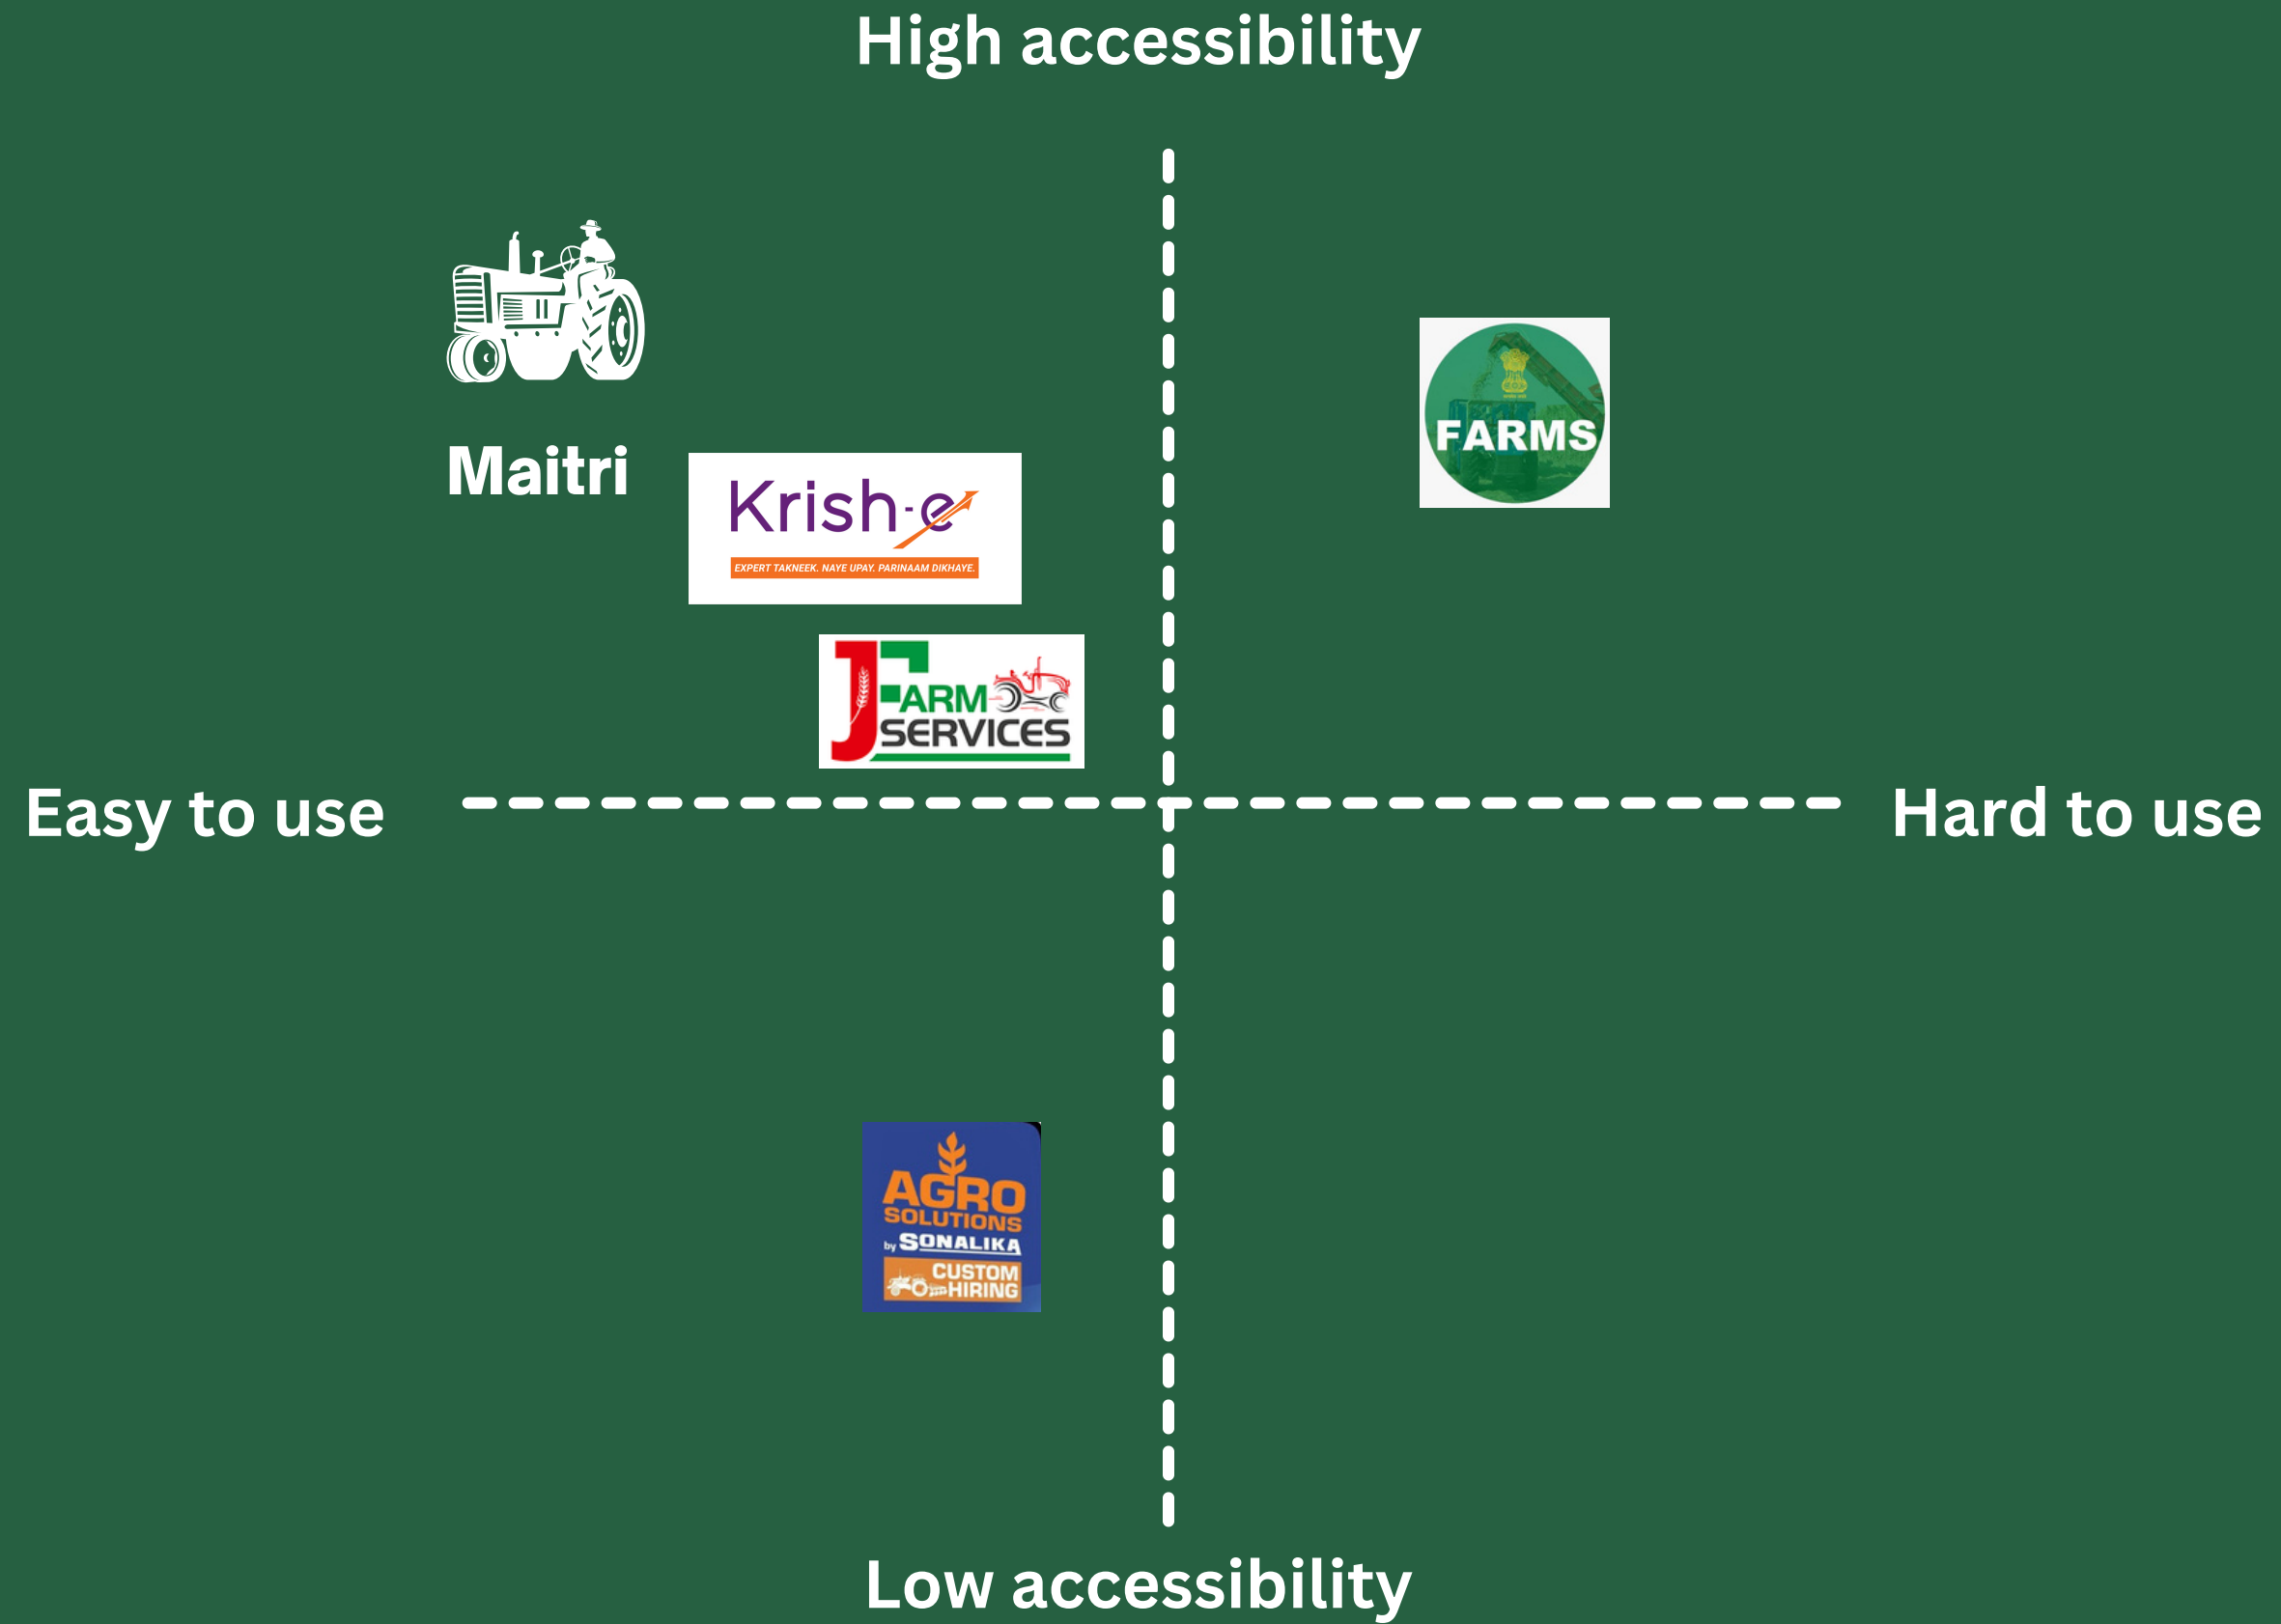 High accessibility
Maitri
Krish-e
EXPERT TAKNEEK. NAYE UPAY. PARINAAM DIKHAYE.
FARMS
JFARM
SERVICES
Easy to use
Hard to use
AGRO
SOLUTIONS
by SONALIKA
CUSTOM
HIRING
Low accessibility